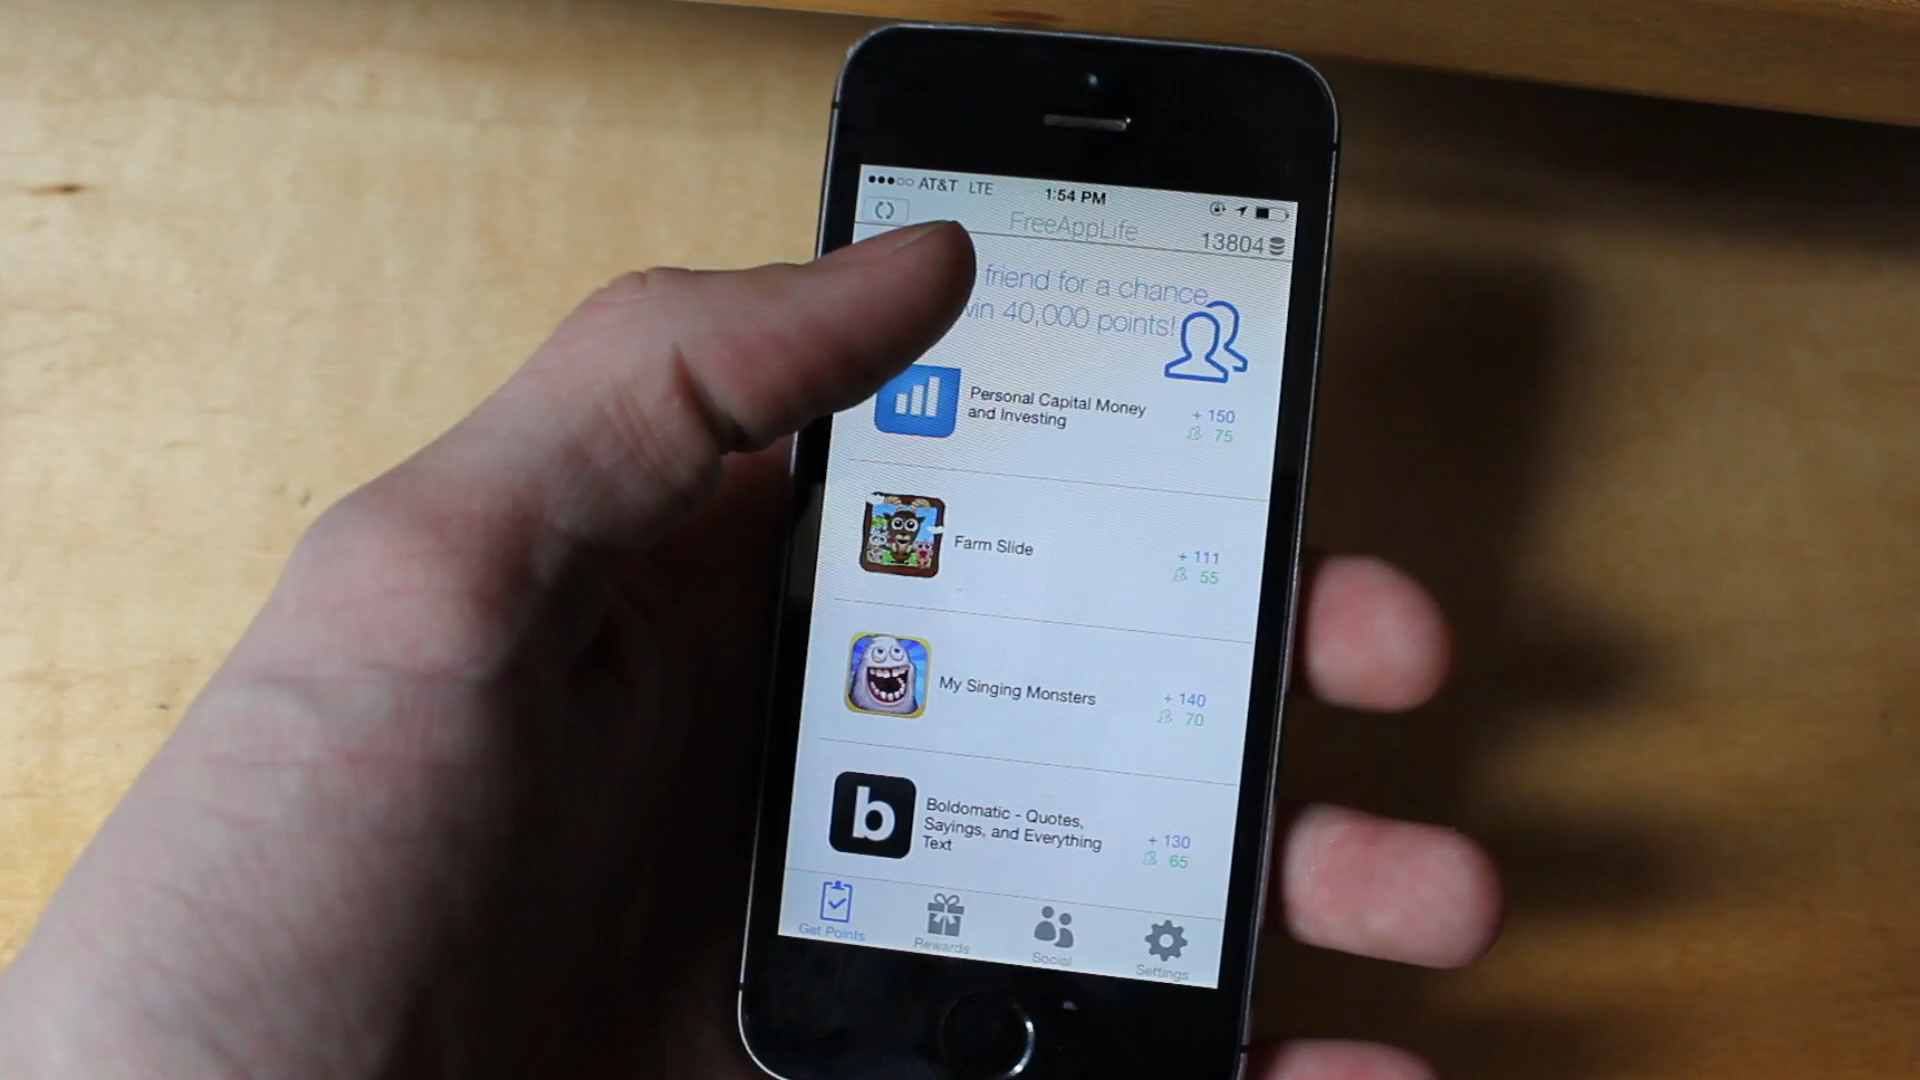 AT&T LTE 1:54 PM
FreeAppLife
13804
friend for a chance
win 40,000 points!
Personal Capital Money
and Investing
+ 150
75
Farm Slide
+ 111
55
My Singing Monsters
+ 140
70
b
Boldomatic - Quotes,
Sayings, and Everything
Text
+ 130
65
Get Points
Rewards
Social
Settings